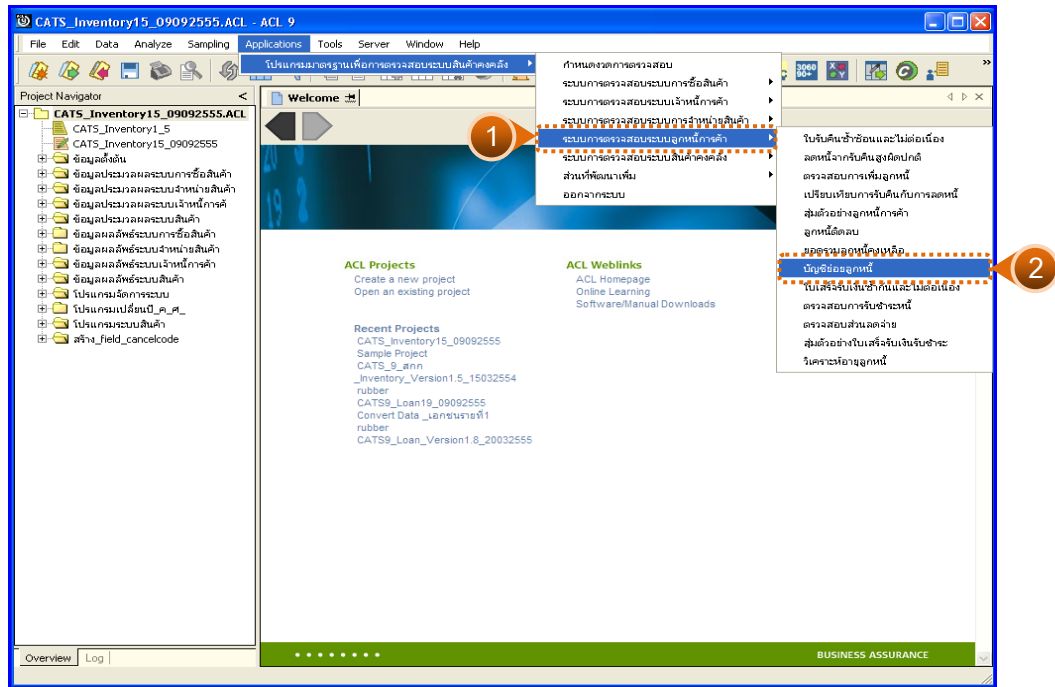 CATS_Inventory15_09092555.ACL - ACL 9
File Edit Data Analyze Sampling Applications Tools Server Window Help
โปรแกรมมาตรฐานเพื่อการตรวจสอบระบบสินค้าคงคลัง
กำหนดงวดการตรวจสอบ
ระบบการตรวจสอบระบบการซื้อสินค้า
ระบบการตรวจสอบระบบเจ้าหนี้การค้า
ระบบการตรวจสอบระบบการจำหน่ายสินค้า
ระบบการตรวจสอบระบบลูกหนี้การค้า
ระบบการตรวจสอบระบบสินค้าคงคลัง
ส่วนที่พัฒนาเพิ่ม
ออกจากระบบ
1
ใบรับคืนซ้ำซ้อนและไม่ต่อเนื่อง
ลดหนี้จากรับคืนสูงผิดปกติ
ตรวจสอบการเพิ่มลูกหนี้
เปรียบเทียบการรับคืนกับการลดหนี้
สุ่มตัวอย่างลูกหนี้การค้า
ลูกหนี้ติดลบ
ยอดรวมลูกหนี้คงเหลือ
บัญชีย่อยลูกหนี้
ใบเสร็จรับเงินซ้ำกันและไม่ต่อเนื่อง
ตรวจสอบการรับชำระหนี้
ตรวจสอบส่วนลดจ่าย
สุ่มตัวอย่างใบเสร็จรับเงินรับชำระ
วิเคราะห์อายุลูกหนี้
2
Project Navigator <
CATS_Inventory15_09092555.ACL
CATS_Inventory1_5
CATS_Inventory15_09092555
ข้อมูลตั้งต้น
ข้อมูลประมวลผลระบบการซื้อสินค้า
ข้อมูลประมวลผลระบบจำหน่ายสินค้า
ข้อมูลประมวลผลระบบเจ้าหนี้การค้
ข้อมูลประมวลผลระบบสินค้า
ข้อมูลผลลัพธ์ระบบการซื้อสินค้า
ข้อมูลผลลัพธ์ระบบจำหน่ายสินค้า
ข้อมูลผลลัพธ์ระบบเจ้าหนี้การค้า
ข้อมูลผลลัพธ์ระบบสินค้า
โปรแกรมจัดการระบบ
โปรแกรมเปลี่ยนปี_ค_ศ_
โปรแกรมระบบสินค้า
สร้าง_field_cancelcode
Welcome
ACL Projects
Create a new project
Open an existing project
Recent Projects
CATS_Inventory15_09092555
Sample Project
CATS_9_สกก
_Inventory_Version1.5_15032554
rubber
CATS9_Loan19_09092555
Convert Data _เอกชนรายที่1
rubber
CATS9_Loan_Version1.8_20032555
ACL Weblinks
ACL Homepage
Online Learning
Software/Manual Downloads
BUSINESS ASSURANCE
Overview Log